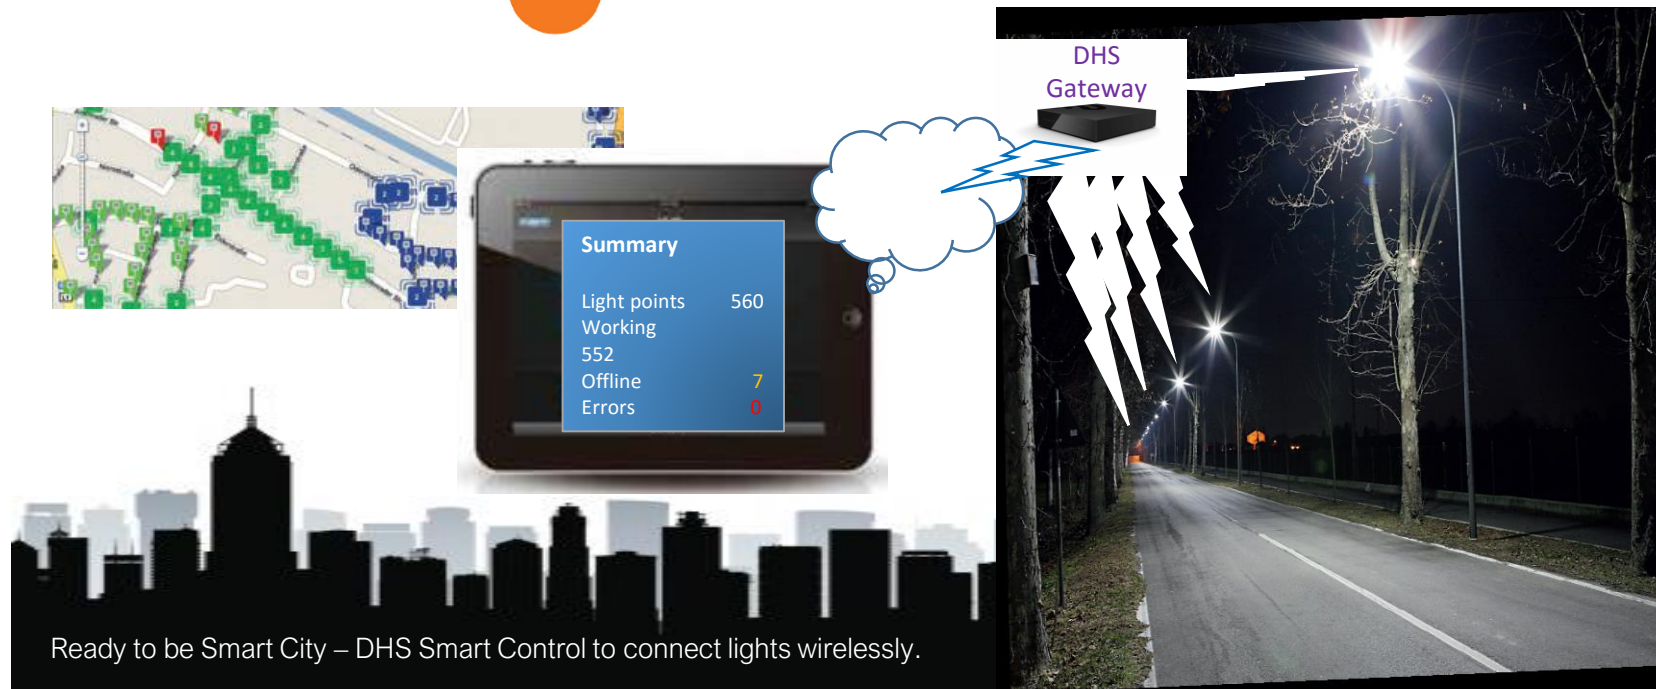 DHS
Gateway
Summary
Light points 560
Working
552
Offline 7
Errors 0
Ready to be Smart City – DHS Smart Control to connect lights wirelessly.